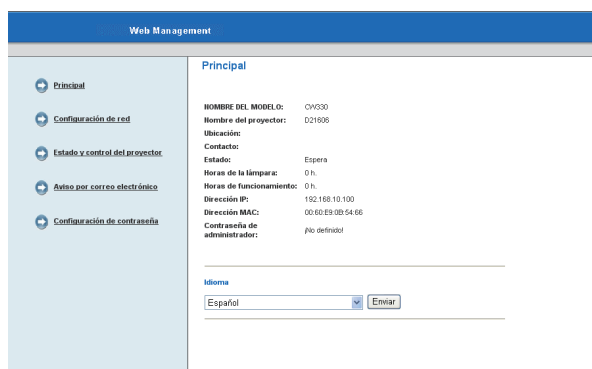 Web Management
Principal
Configuración de red
Estado y control del proyector
Aviso por correo electrónico
Configuración de contraseña
Principal
NOMBRE DEL MODELO: CW330
Nombre del proyector: D21606
Ubicación:
Contacto:
Estado: Espera
Horas de la lámpara: 0 h.
Horas de funcionamiento: 0 h.
Dirección IP: 192.168.10.100
Dirección MAC: 00:60:E9:0B:54:66
Contraseña de
administrador: ¡No definido!
Idioma
Español
Enviar